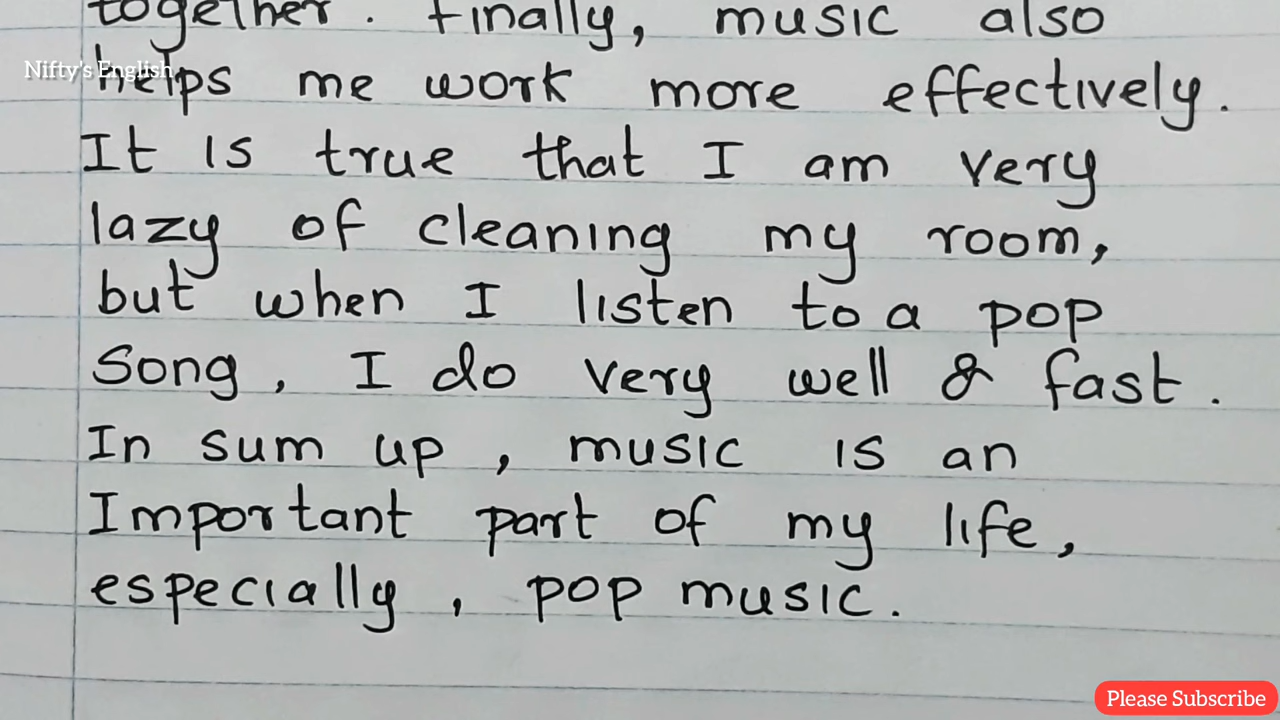 together. Finally, music also
Nifty's English
helps me work more effectively.
It is true that I am very
lazy of cleaning my room,
but when I listen to a pop
Song, I do very well & fast.
In sum up, music is an
Important part of my life,
especially, pop music.
Please Subscribe